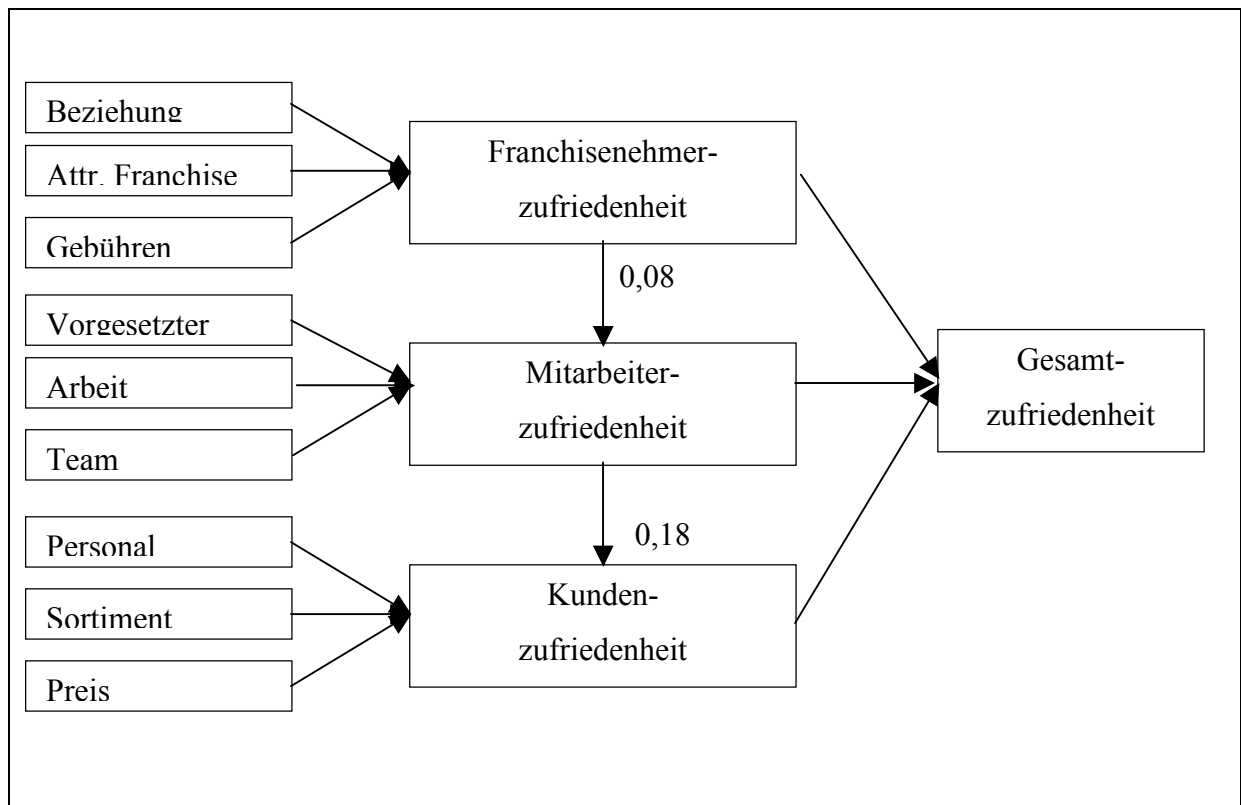 Beziehung
Attr. Franchise
Gebühren
Franchisenehmer-
zufriedenheit
0,08
Vorgesetzter
Arbeit
Team
Mitarbeiter-
zufriedenheit
0,18
Personal
Sortiment
Preis
Kunden-
zufriedenheit
Gesamt-
zufriedenheit